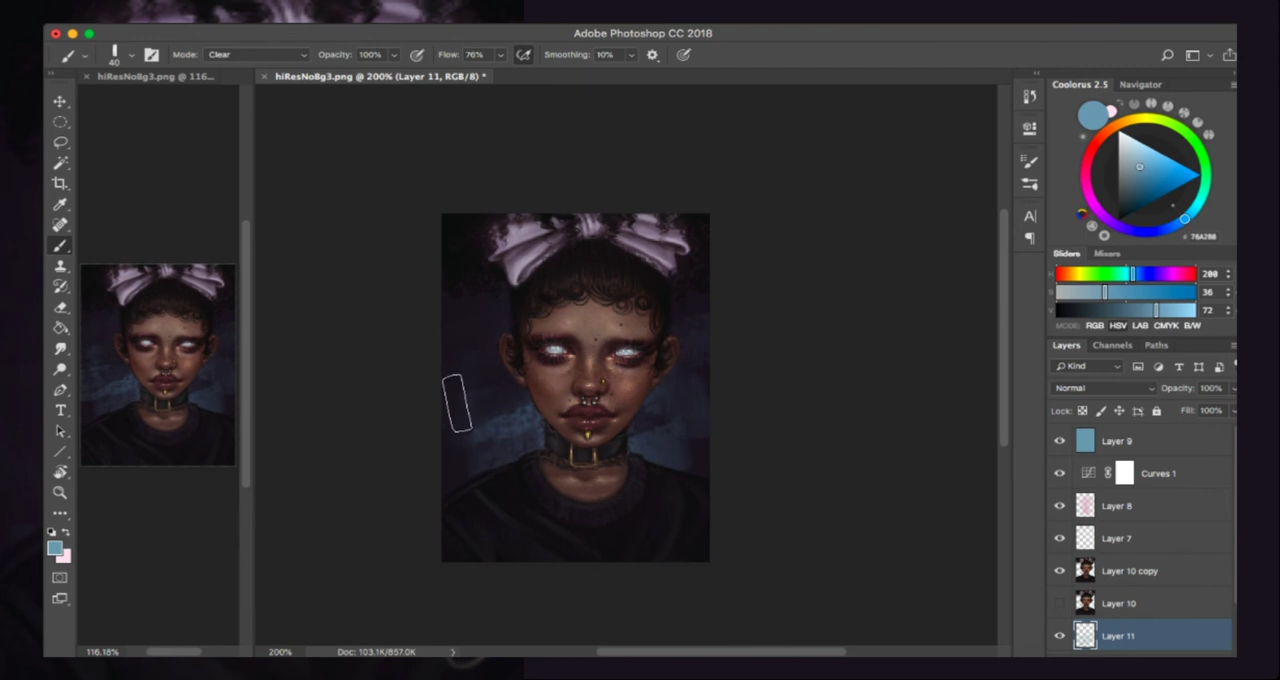 Adobe Photoshop CC 2018
40 Mode: Clear Opacity: 100% Flow: 76% Smoothing: 10%
hiResNoBg3.png @ 116... hiResNoBg3.png @ 200% (Layer 11, RGB/8) *
Coolorus 2.5 Navigator
# 76A2BB
Sliders Mixers
H 200
S 36
V 72
MODE: RGB HSV LAB CMYK B/W
Layers Channels Paths
Kind
Normal Opacity: 100%
Lock: Fill: 100%
Layer 9
Curves 1
Layer 8
Layer 7
Layer 10 copy
Layer 10
Layer 11
116.18% 200% Doc: 103.1K/857.0K